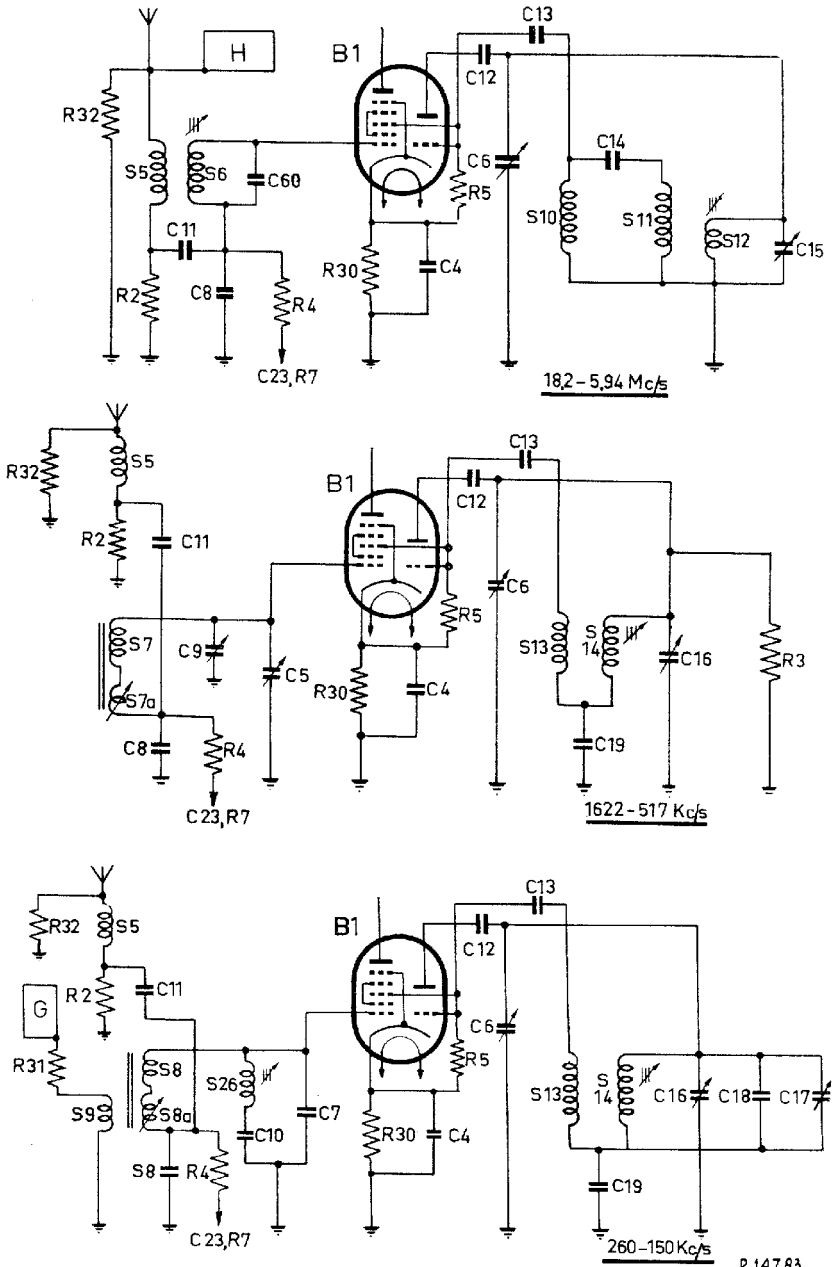 C13
H
B1
C12
R32
S5
S6
C60
C6
C14
R5
S10
S11
S12
C15
C11
R2
C8
R4
R30
C4
C23,R7
18,2-5,94 Mc/s
R32
S5
C13
B1
C12
R2
C11
C6
R5
S7
C9
S13
S
14
C16
R3
S7a
C5
R30
C4
C8
R4
C19
C23,R7
1622-517 Kc/s
R32
S5
C13
B1
C12
G
R2
C11
C6
R31
S8
S26
R5
S13
S
14
C16
C18
C17
S9
S8a
C7
C10
R30
C4
S8
R4
C19
C23,R7
260-150 Kc/s